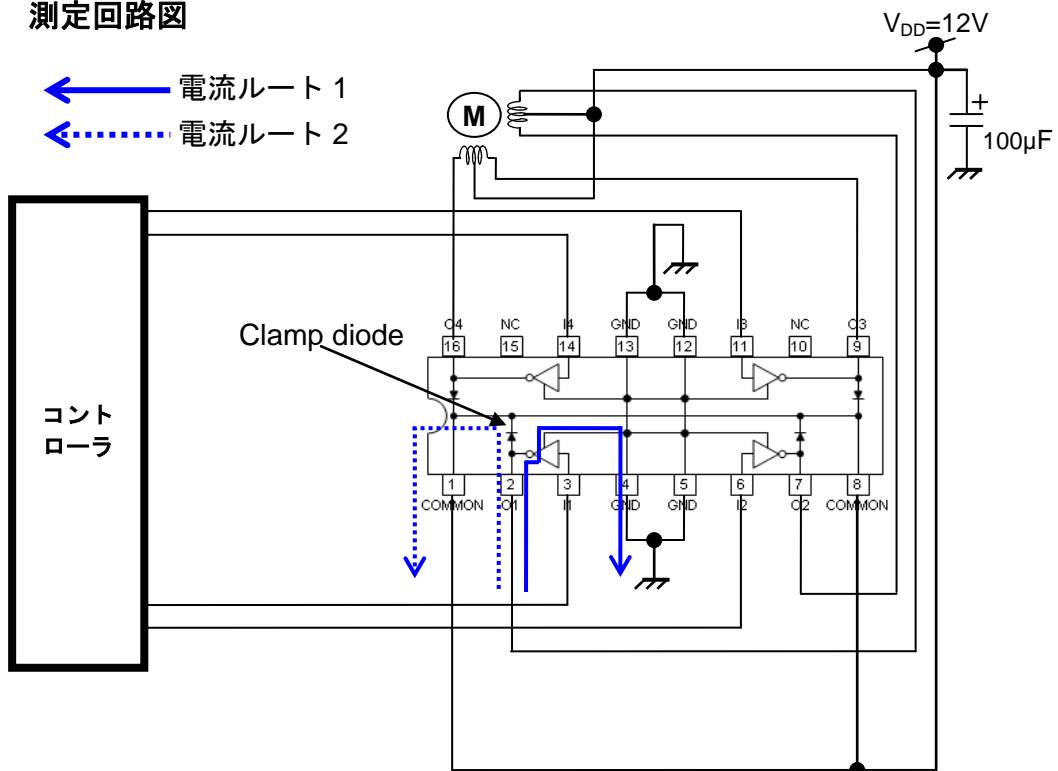 測定回路図
V_DD=12V
電流ルート 1
電流ルート 2
M
+
100µF
コント
ローラ
Clamp diode
O4 NC I4 GND GND I3 NC O3
16 15 14 13 12 11 10 9
1 2 3 4 5 6 7 8
COMMON O1 I1 GND GND I2 O2 COMMON